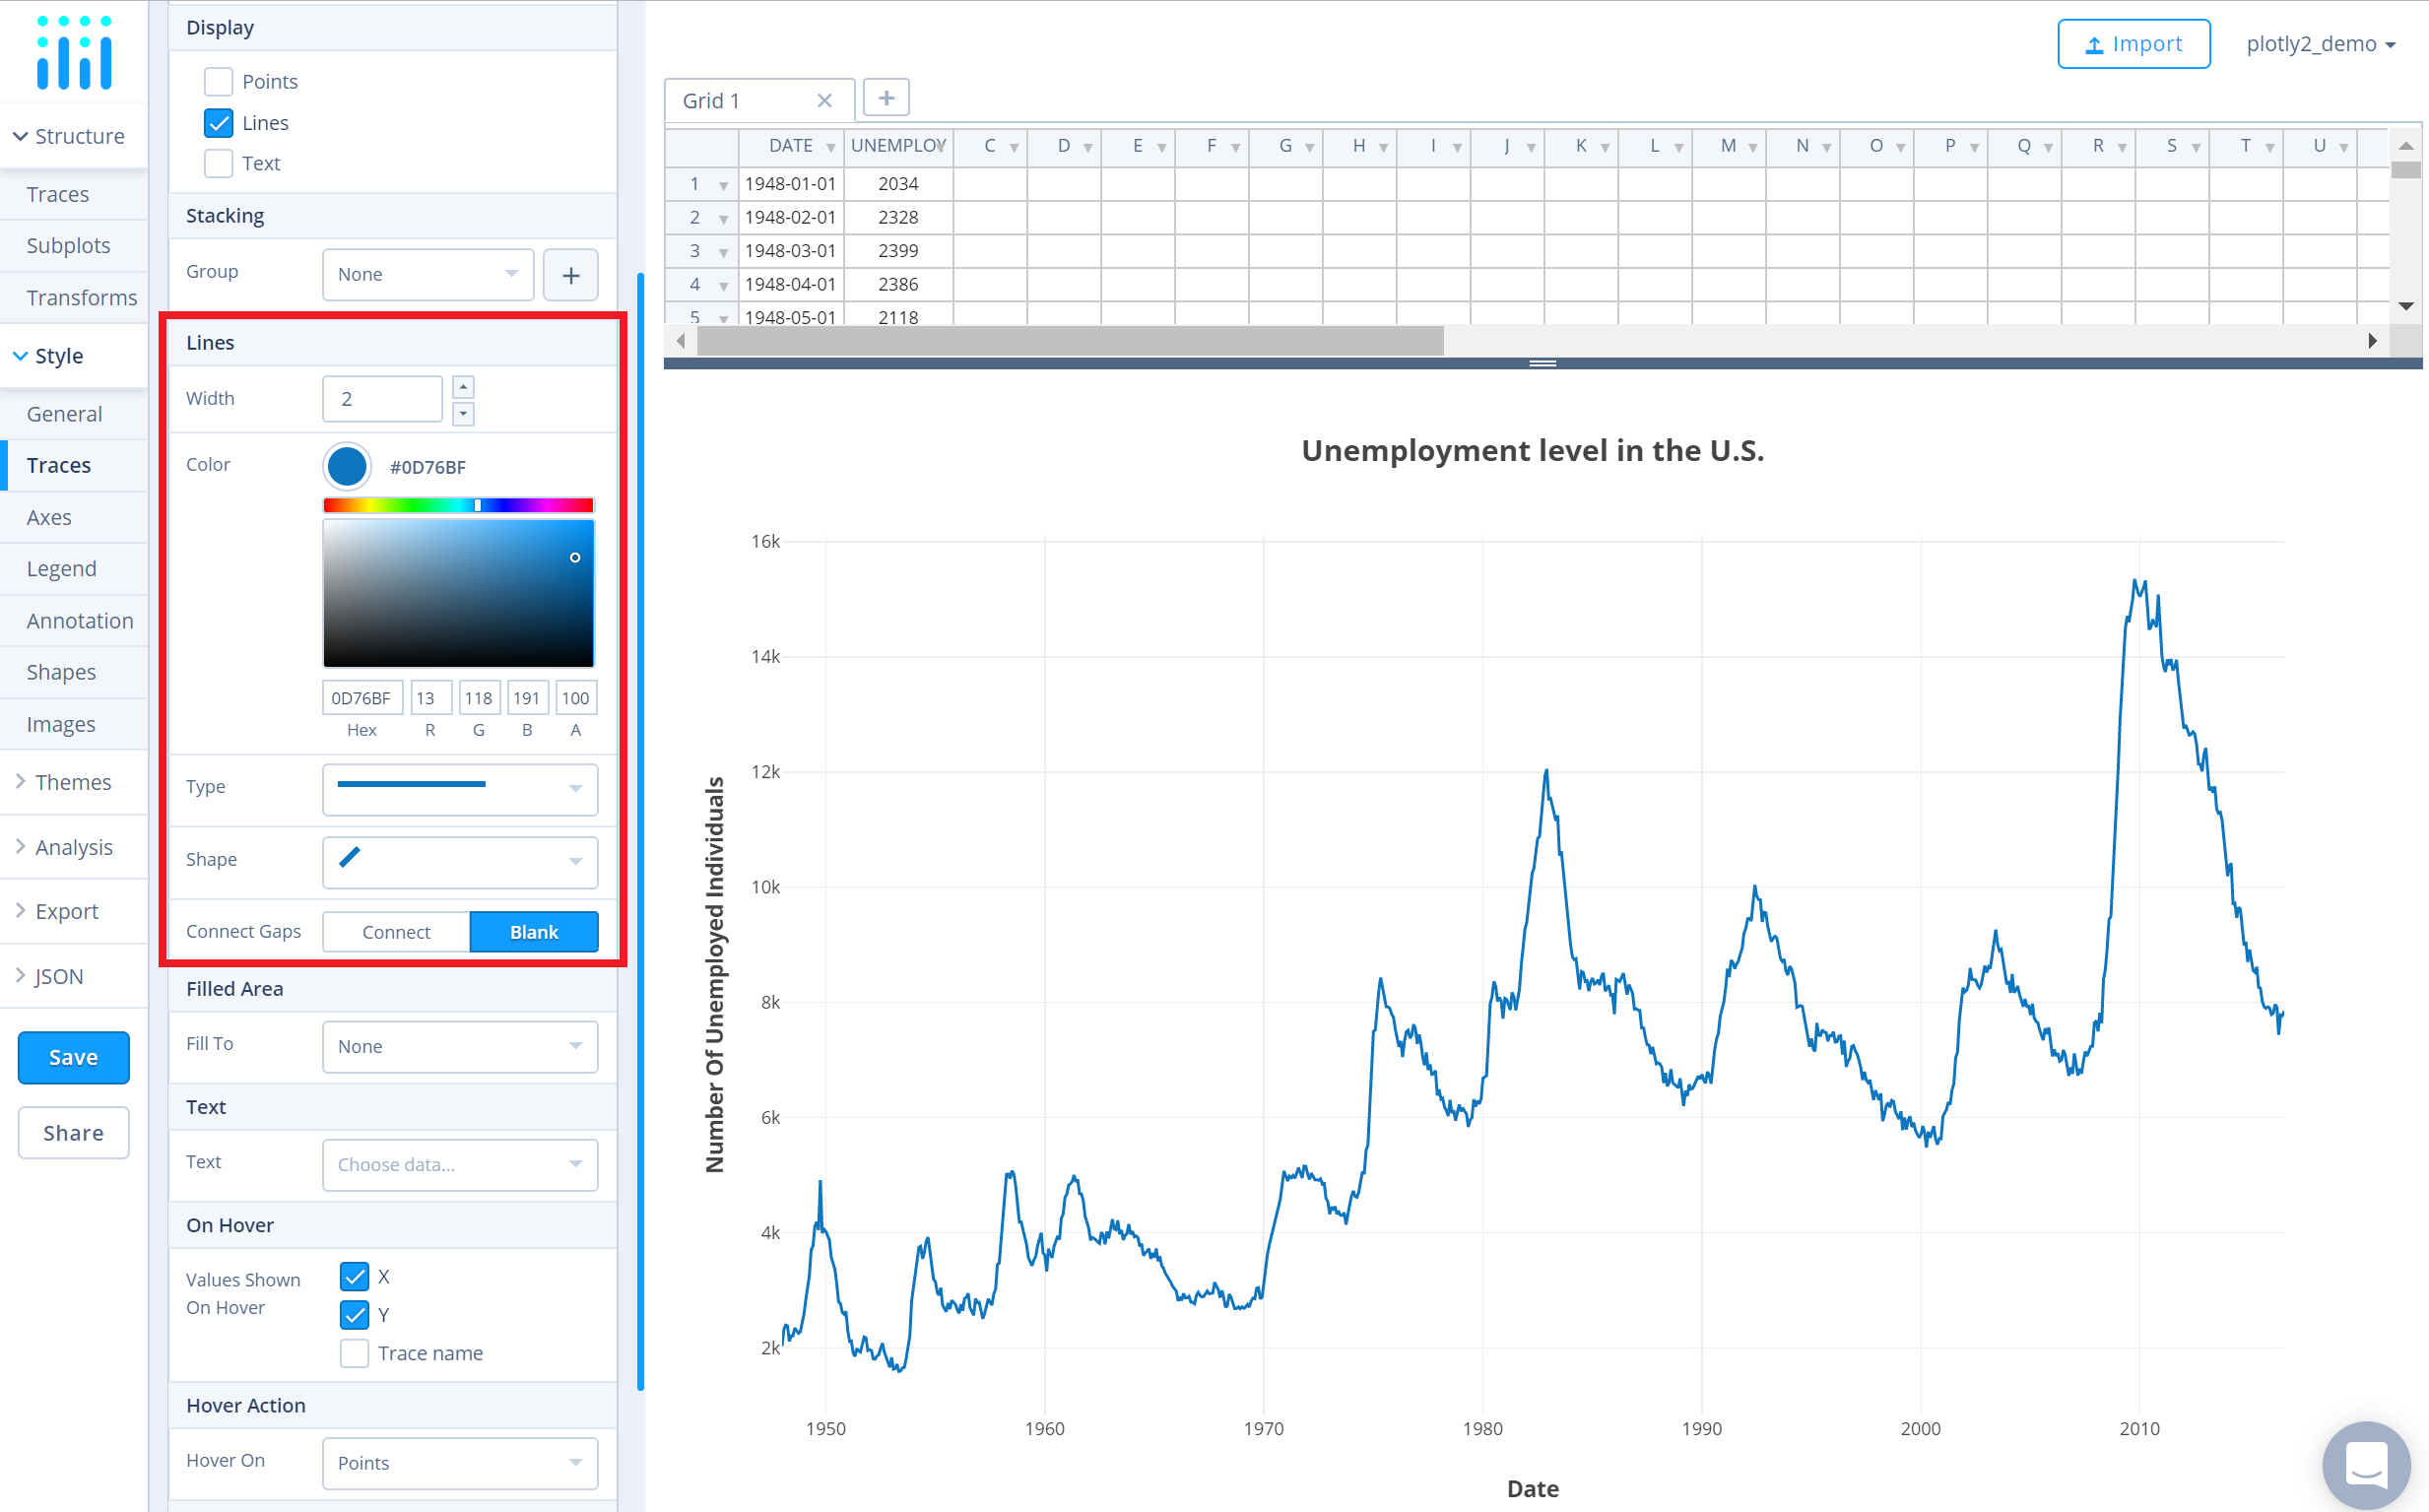 Import
plotly2_demo
Structure
Traces
Subplots
Transforms
Style
General
Traces
Axes
Legend
Annotation
Shapes
Images
Themes
Analysis
Export
JSON
Save
Share
Display
Points
Lines
Text
Stacking
Group None +
Lines
Width 2
Color #0D76BF
0D76BF 13 118 191 100
Hex R G B A
Type
Shape
Connect Gaps Connect Blank
Filled Area
Fill To None
Text
Text Choose data...
On Hover
Values Shown
On Hover
X
Y
Trace name
Hover Action
Hover On Points
Grid 1 × +
DATE UNEMPLOY C D E F G H I J K L M N O P Q R S T U
1 1948-01-01 2034
2 1948-02-01 2328
3 1948-03-01 2399
4 1948-04-01 2386
5 1948-05-01 2118
Unemployment level in the U.S.
Number Of Unemployed Individuals
16k
14k
12k
10k
8k
6k
4k
2k
1950 1960 1970 1980 1990 2000 2010
Date